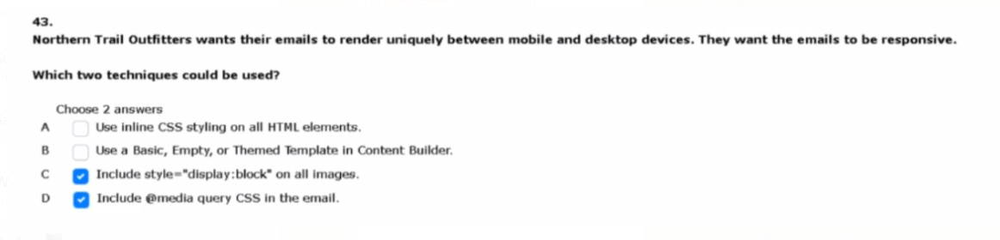 43.
Northern Trail Outfitters wants their emails to render uniquely between mobile and desktop devices. They want the emails to be responsive.
Which two techniques could be used?
Choose 2 answers
A Use inline CSS styling on all HTML elements.
B Use a Basic, Empty, or Themed Template in Content Builder.
C Include style="display:block" on all images.
D Include @media query CSS in the email.